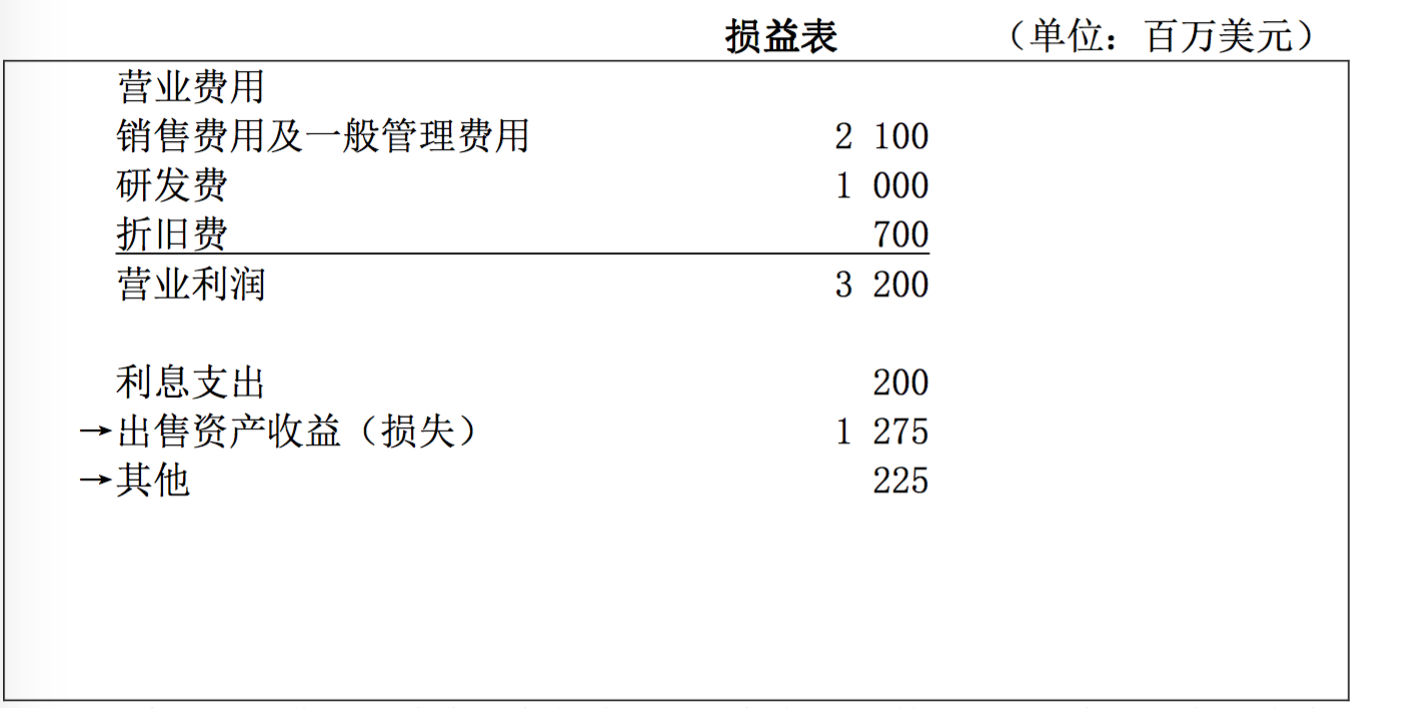 损益表 （单位：百万美元）
营业费用
销售费用及一般管理费用 2 100
研发费 1 000
折旧费 700
营业利润 3 200
利息支出 200
→出售资产收益（损失） 1 275
→其他 225